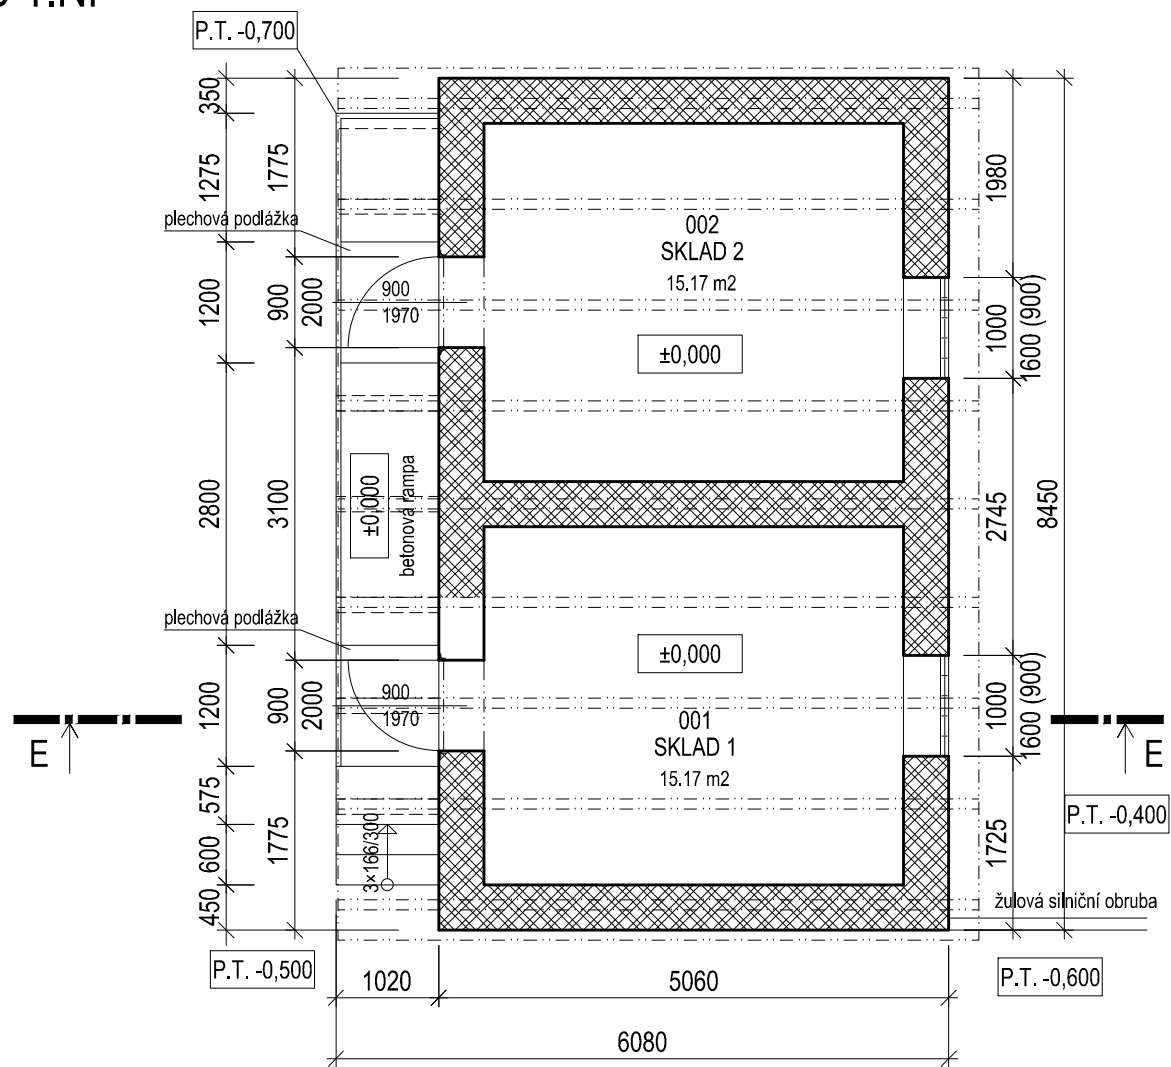 P.T. -0,700
350
1275
1200
2800
1200
575
600
450
1775
900
2000
3100
900
2000
1775
plechová podlážka
900
1970
002
SKLAD 2
15.17 m2
±0,000
±0,000
betonová rampa
plechová podlážka
900
1970
±0,000
001
SKLAD 1
15.17 m2
3×166/300
1980
1000
1600 (900)
2745
8450
1000
1600 (900)
1725
E
E
P.T. -0,400
žulová silniční obruba
P.T. -0,500
P.T. -0,600
1020
5060
6080